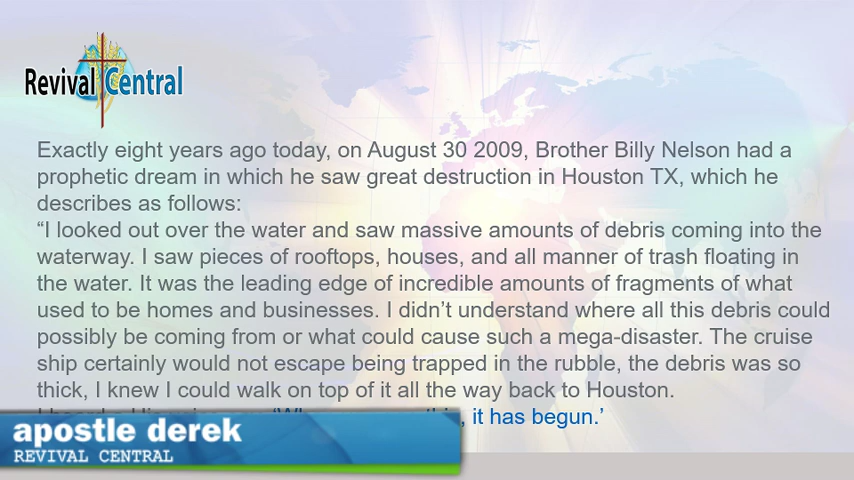 Revival Central
Exactly eight years ago today, on August 30 2009, Brother Billy Nelson had a
prophetic dream in which he saw great destruction in Houston TX, which he
describes as follows:
“I looked out over the water and saw massive amounts of debris coming into the
waterway. I saw pieces of rooftops, houses, and all manner of trash floating in
the water. It was the leading edge of incredible amounts of fragments of what
used to be homes and businesses. I didn’t understand where all this debris could
possibly be coming from or what could cause such a mega-disaster. The cruise
ship certainly would not escape being trapped in the rubble, the debris was so
thick, I knew I could walk on top of it all the way back to Houston.
it has begun.’
apostle derek
REVIVAL CENTRAL